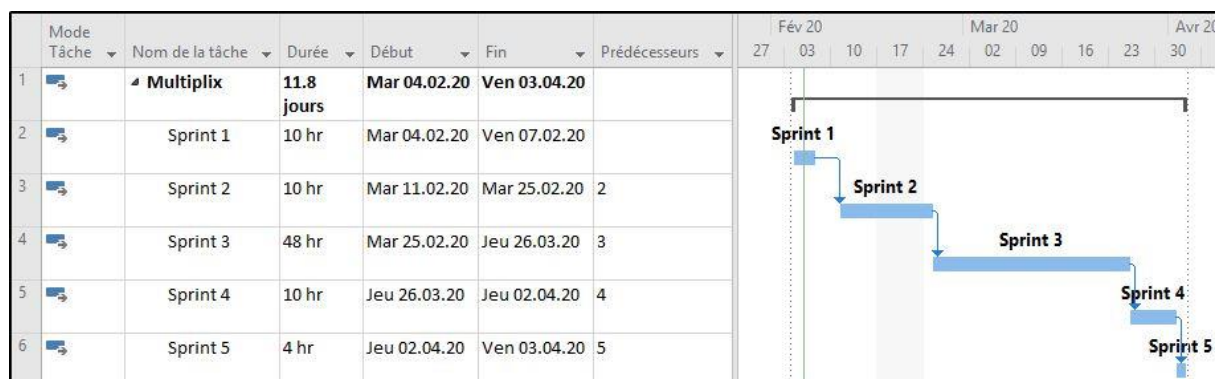 Fév 20 Mar 20 Avr 20
Mode Tâche Nom de la tâche Durée Début Fin Prédécesseurs 27 03 10 17 24 02 09 16 23 30
1 Multiplix 11.8 jours Mar 04.02.20 Ven 03.04.20
Sprint 1
2 Sprint 1 10 hr Mar 04.02.20 Ven 07.02.20
Sprint 2
3 Sprint 2 10 hr Mar 11.02.20 Mar 25.02.20 2
Sprint 3
4 Sprint 3 48 hr Mar 25.02.20 Jeu 26.03.20 3
Sprint 4
5 Sprint 4 10 hr Jeu 26.03.20 Jeu 02.04.20 4
Sprint 5
6 Sprint 5 4 hr Jeu 02.04.20 Ven 03.04.20 5